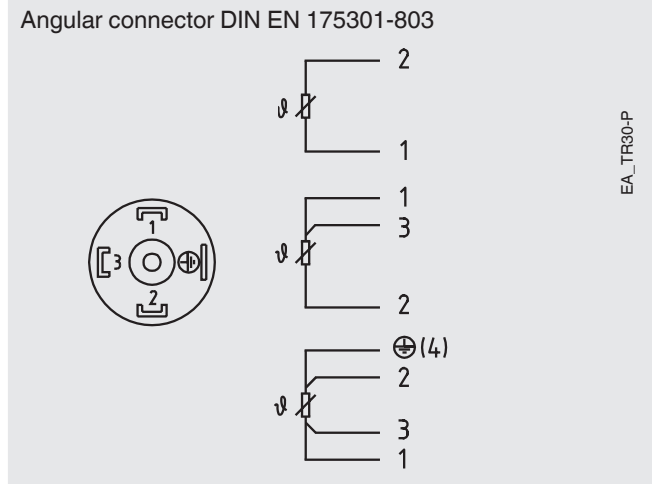 Angular connector DIN EN 175301-803
2
ϑ
1
1
3
ϑ
2
1
3
2
⏚(4)
2
ϑ
3
1
EA_TR30-P